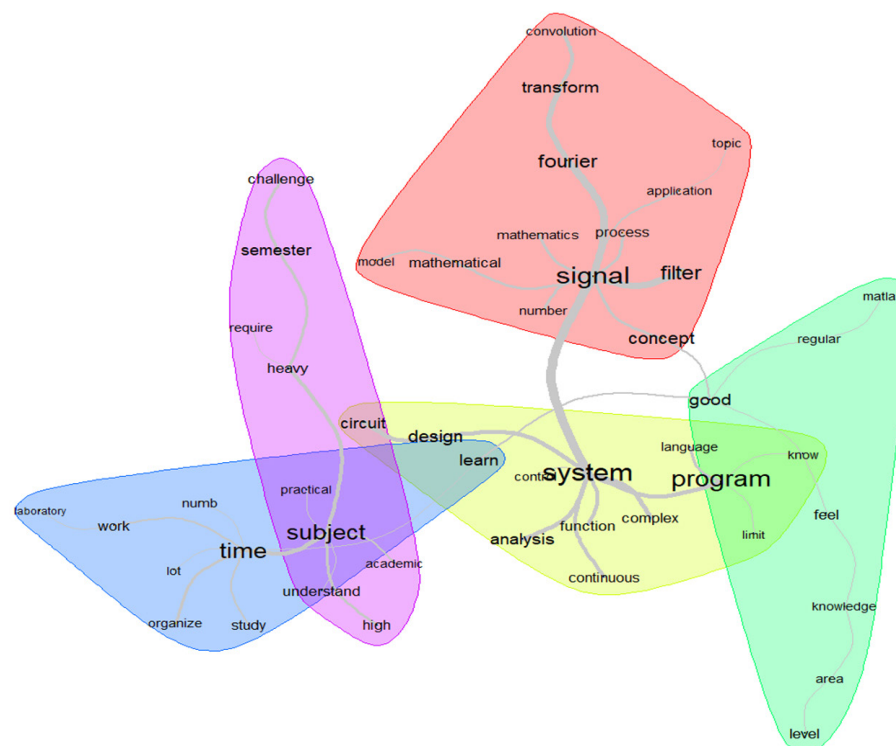 convolution
transform
topic
fourier
challenge
application
mathematics
process
semester
model
mathematical
signal
filter
matla
number
require
concept
regular
heavy
good
circuit
design
language
know
learn
control
system
program
practical
numb
laboratory
work
function
complex
feel
subject
analysis
limit
time
academic
lot
continuous
understand
knowledge
organize
study
high
area
level